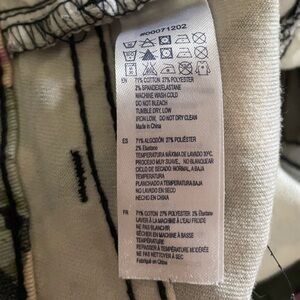 #00071202
EN 71% COTTON 27% POLYESTER
2% SPANDEX/ELASTANE
MACHINE WASH COLD
DO NOT BLEACH
TUMBLE DRY, LOW
IRON LOW, DO NOT DRY CLEAN
Made in China
ES 71% ALGODÓN 27% POLIÉSTER
2% Elastano
TEMPERATURA MÁXIMA DE LAVADO 30ºC.
PROCESO MUY SUAVE. NO BLANQUEAR
CICLO DE SECADO NORMAL, A BAJA
TEMPERATURA
PLANCHADO A TEMPERATURA BAJA
NO LAVADO EN SECO
HECHO EN CHINA
FR 71% COTON 27% POLYESTER 2% Elastane
LAVER À LA MACHINE À L'EAU FROIDE
NE PAS BLANCHIR
SÉCHER EN MACHINE À BASSE
TEMPÉRATURE
REPASSER À TEMPÉRATURE MODÉRÉE
NE PAS NETTOYER À SEC
Fabriqué en Chine